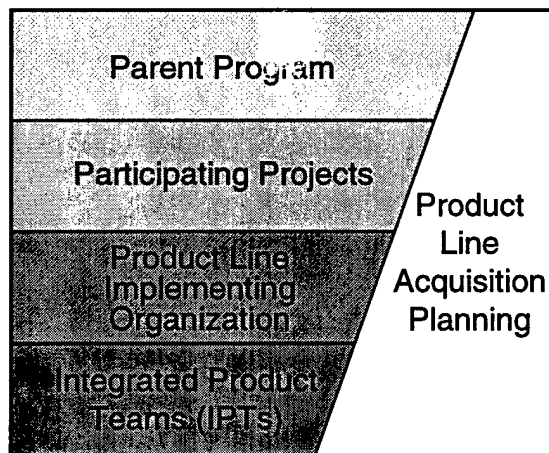 Parent Program
Participating Projects
Product Line
Implementing
Organization
Integrated Product
Teams (IPTs)
Product
Line
Acquisition
Planning